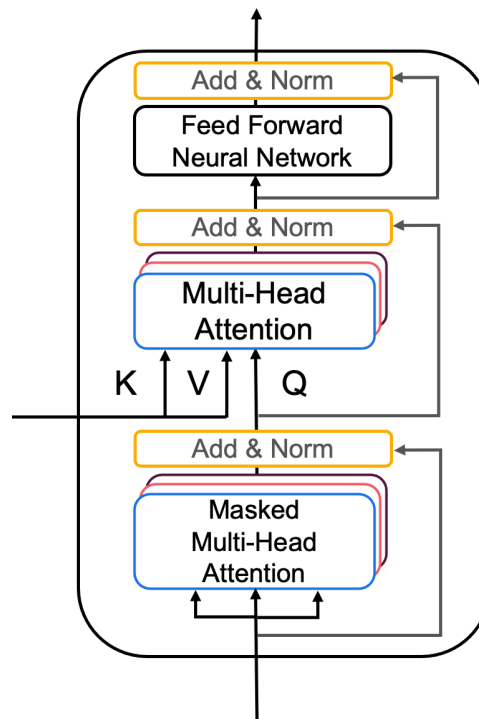 Add & Norm
Feed Forward
Neural Network
Add & Norm
Multi-Head
Attention
K V Q
Add & Norm
Masked
Multi-Head
Attention